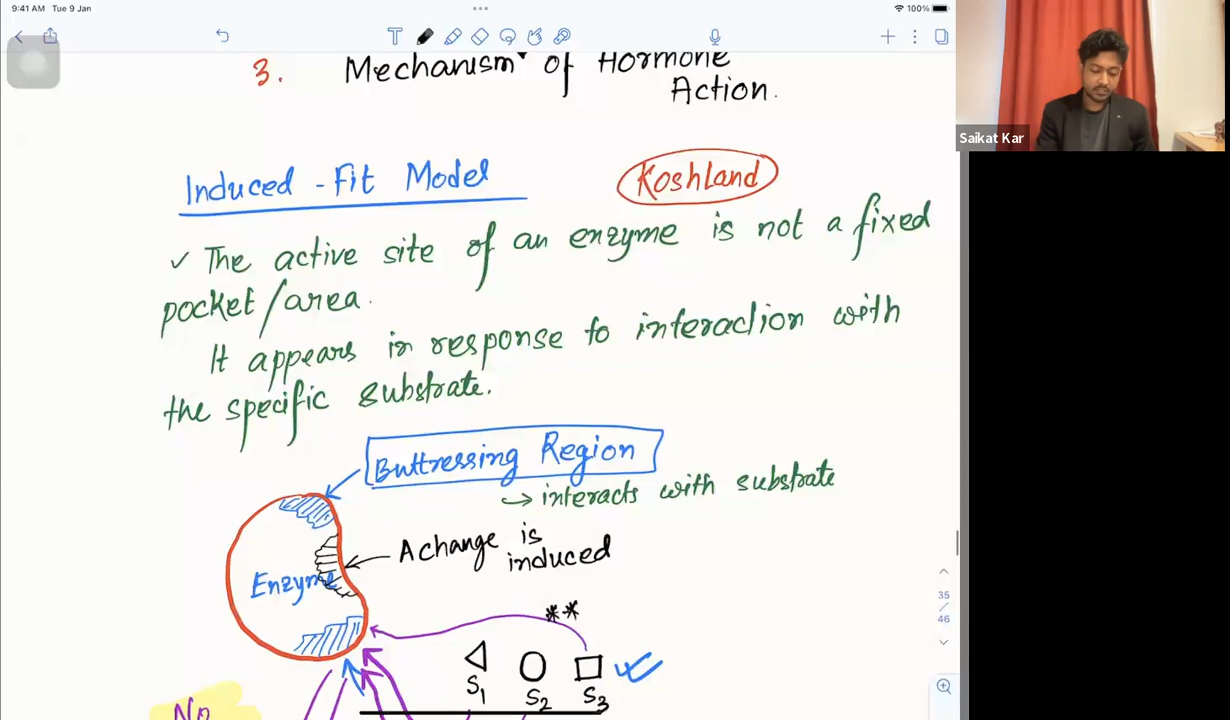 9:41 AM Tue 9 Jan
100%
3. Mechanism of Hormone
Action.
Saikat Kar
Induced-Fit Model
Koshland
✓ The active site of an enzyme is not a fixed
pocket/area.
It appears in response to interaction with
the specific substrate.
Buttressing Region
↳ interacts with substrate
A change is
induced
Enzyme
**
S1 S2 S3
35
/
46
No